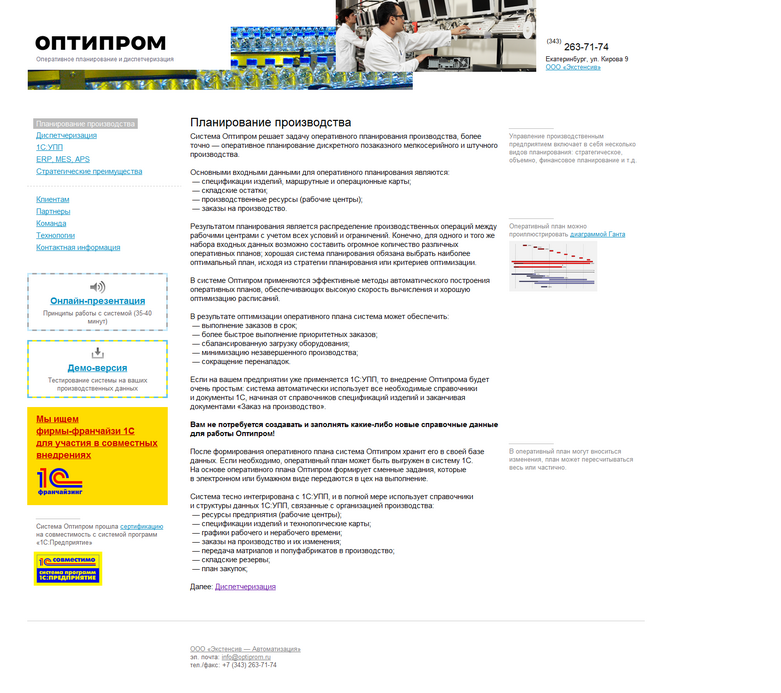 ОПТИПРОМ
Оперативное планирование и диспетчеризация
(343) 263-71-74
Екатеринбург, ул. Кирова 9
ООО «Экстенсив»
Планирование производства
Диспетчеризация
1С:УПП
ERP, MES, APS
Стратегические преимущества
Клиентам
Партнеры
Команда
Технологии
Контактная информация
Онлайн-презентация
Принципы работы с системой (35-40
минут)
Демо-версия
Тестирование системы на ваших
производственных данных
Мы ищем
фирмы-франчайзи 1С
для участия в совместных
внедрениях
1С
франчайзинг
Система Оптипром прошла сертификацию
на совместимость с системой программ
«1С:Предприятие»
1С совместимо
система программ
1С:ПРЕДПРИЯТИЕ
Планирование производства
Система Оптипром решает задачу оперативного планирования производства, более
точно — оперативное планирование дискретного позаказного мелкосерийного и штучного
производства.
Основными входными данными для оперативного планирования являются:
— спецификации изделий, маршрутные и операционные карты;
— складские остатки;
— производственные ресурсы (рабочие центры);
— заказы на производство.
Результатом планирования является распределение производственных операций между
рабочими центрами с учетом всех условий и ограничений. Конечно, для одного и того же
набора входных данных возможно составить огромное количество различных
оперативных планов; хорошая система планирования обязана выбрать наиболее
оптимальный план, исходя из стратегии планирования или критериев оптимизации.
В системе Оптипром применяются эффективные методы автоматического построения
оперативных планов, обеспечивающих высокую скорость вычисления и хорошую
оптимизацию расписаний.
В результате оптимизации оперативного плана система может обеспечить:
— выполнение заказов в срок;
— более быстрое выполнение приоритетных заказов;
— сбалансированную загрузку оборудования;
— минимизацию незавершенного производства;
— сокращение переналадок.
Если на вашем предприятии уже применяется 1С:УПП, то внедрение Оптипрома будет
очень простым: система автоматически использует все необходимые справочники
и документы 1С, начиная от справочников спецификаций изделий и заканчивая
документами «Заказ на производство».
Вам не потребуется создавать и заполнять какие-либо новые справочные данные
для работы Оптипром!
После формирования оперативного плана система Оптипром хранит его в своей базе
данных. Если необходимо, оперативный план может быть выгружен в систему 1С.
На основе оперативного плана Оптипром формирует сменные задания, которые
в электронном или бумажном виде передаются в цех на выполнение.
Система тесно интегрирована с 1С:УПП, и в полной мере использует справочники
и структуры данных 1С:УПП, связанные с организацией производства:
— ресурсы предприятия (рабочие центры);
— спецификации изделий и технологические карты;
— графики рабочего и нерабочего времени;
— заказы на производство и их изменения;
— передача матриалов и полуфабрикатов в производство;
— складские резервы;
— план закупок;
Далее: Диспетчеризация
Управление производственным
предприятием включает в себя несколько
видов планирования: стратегическое,
объемно, финансовое планирование и т.д.
Оперативный план можно
проиллюстрировать диаграммой Ганта
В оперативный план могут вноситься
изменения, план может пересчитываться
весь или частично
ООО «Экстенсив — Автоматизация»
эл. почта: info@optiprom.ru
тел./факс: +7 (343) 263-71-74